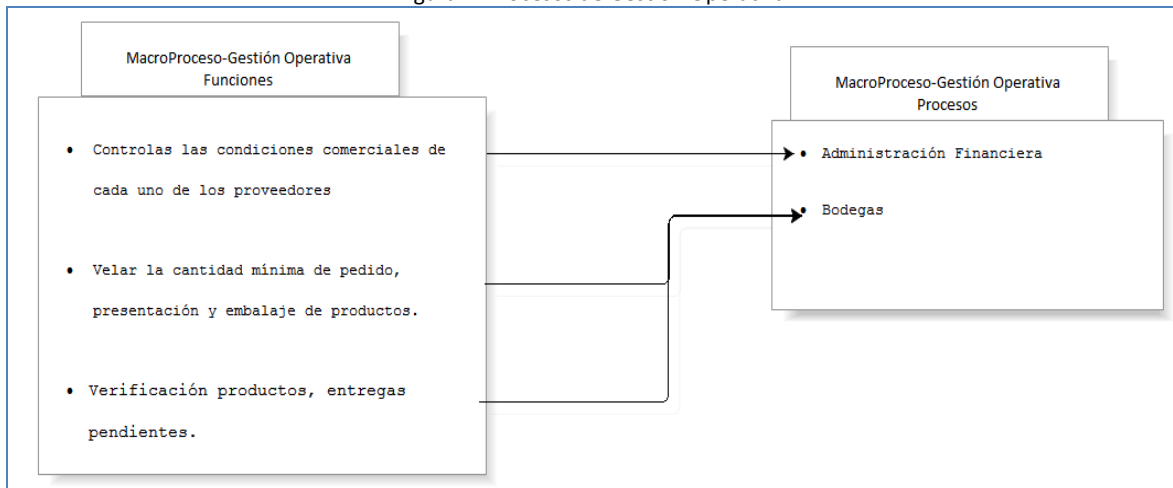 MacroProceso-Gestión Operativa
Funciones
• Controlas las condiciones comerciales de
cada uno de los proveedores
• Velar la cantidad mínima de pedido,
presentación y embalaje de productos.
• Verificación productos, entregas
pendientes.
MacroProceso-Gestión Operativa
Procesos
• Administración Financiera
• Bodegas